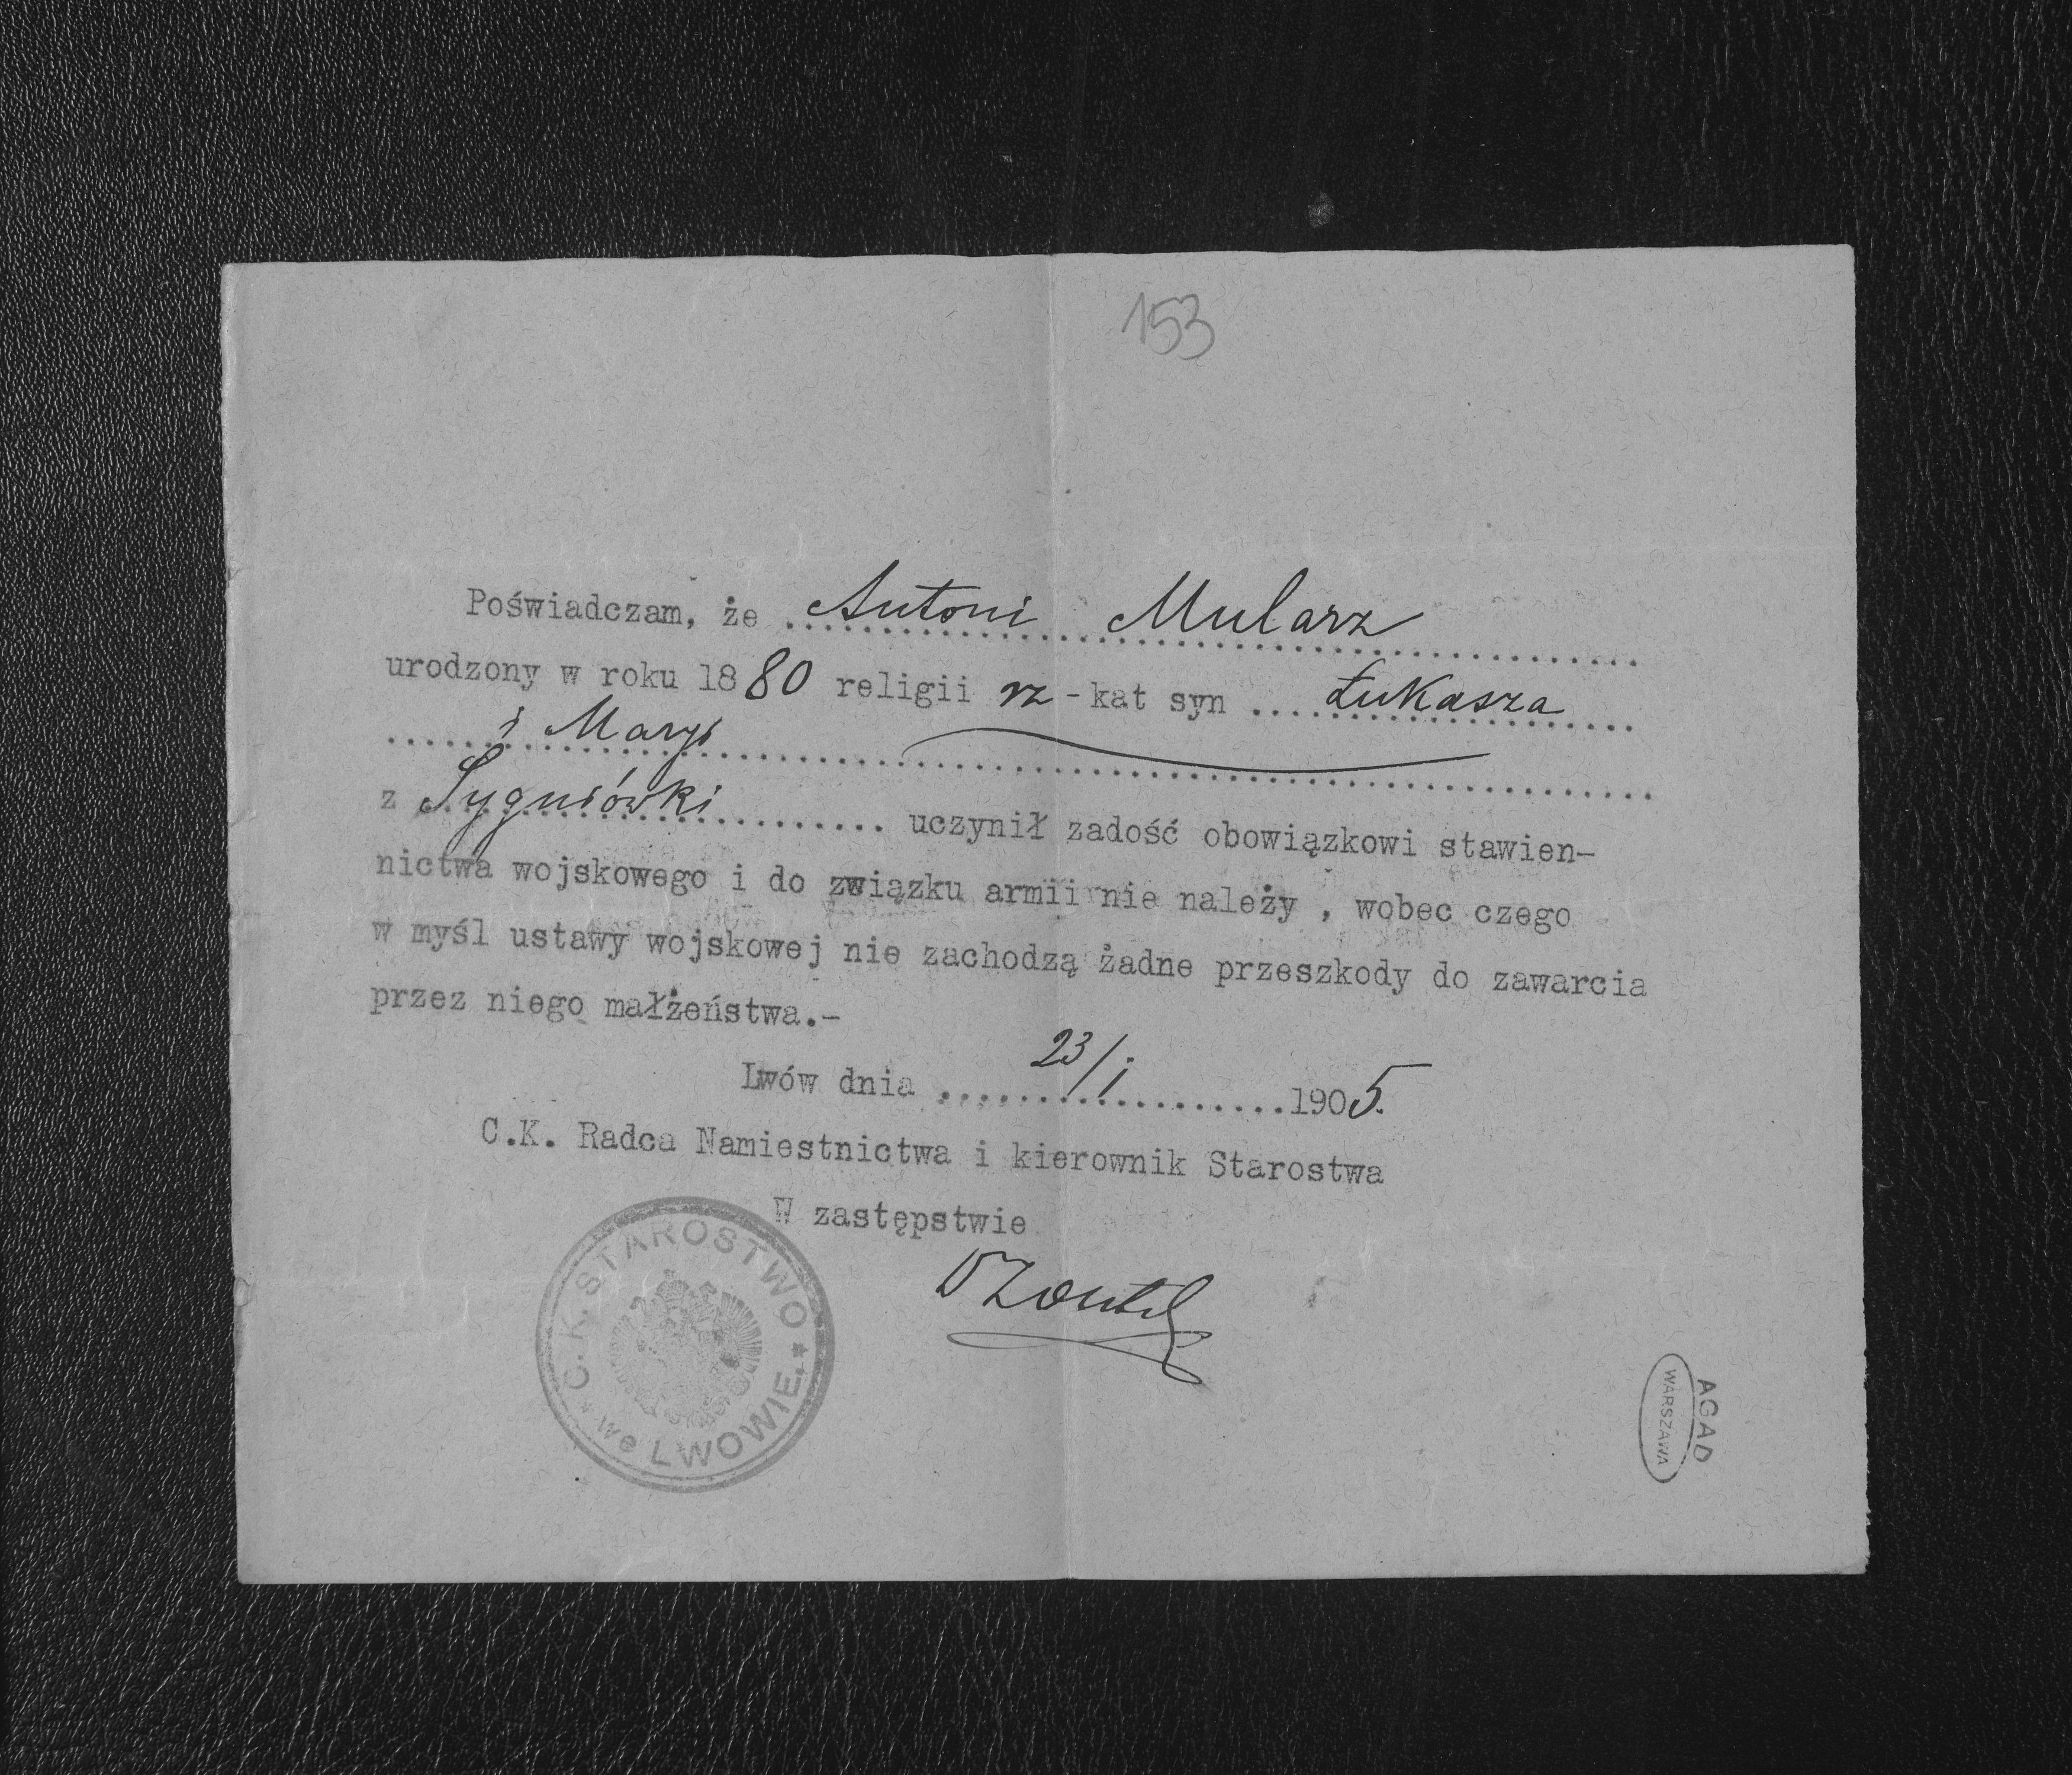 153
Poświadczam, że Antoni Mularz
urodzony w roku 1880 religii rz-kat syn Łukasza
i Maryi
z Sygniówki uczynił zadość obowiązkowi stawien-
nictwa wojskowego i do związku armii nie należy , wobec czego
w myśl ustawy wojskowej nie zachodzą żadne przeszkody do zawarcia
przez niego małżeństwa.-
Lwów dnia 23/I 1905.
C.K. Radca Namiestnictwa i kierownik Starostwa
W zastępstwie
C.K. STAROSTWO
we LWOWIE.
AGAD
WARSZAWA